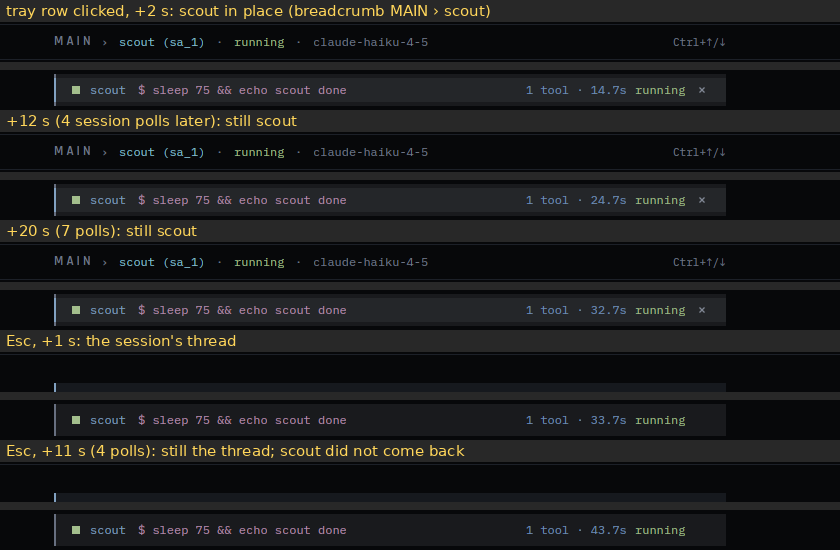 tray row clicked, +2 s: scout in place (breadcrumb MAIN › scout)
MAIN › scout (sa_1) · running · claude-haiku-4-5 Ctrl+↑/↓
scout $ sleep 75 && echo scout done 1 tool · 14.7s running ×
+12 s (4 session polls later): still scout
MAIN › scout (sa_1) · running · claude-haiku-4-5 Ctrl+↑/↓
scout $ sleep 75 && echo scout done 1 tool · 24.7s running ×
+20 s (7 polls): still scout
MAIN › scout (sa_1) · running · claude-haiku-4-5 Ctrl+↑/↓
scout $ sleep 75 && echo scout done 1 tool · 32.7s running ×
Esc, +1 s: the session's thread
scout $ sleep 75 && echo scout done 1 tool · 33.7s running
Esc, +11 s (4 polls): still the thread; scout did not come back
scout $ sleep 75 && echo scout done 1 tool · 43.7s running